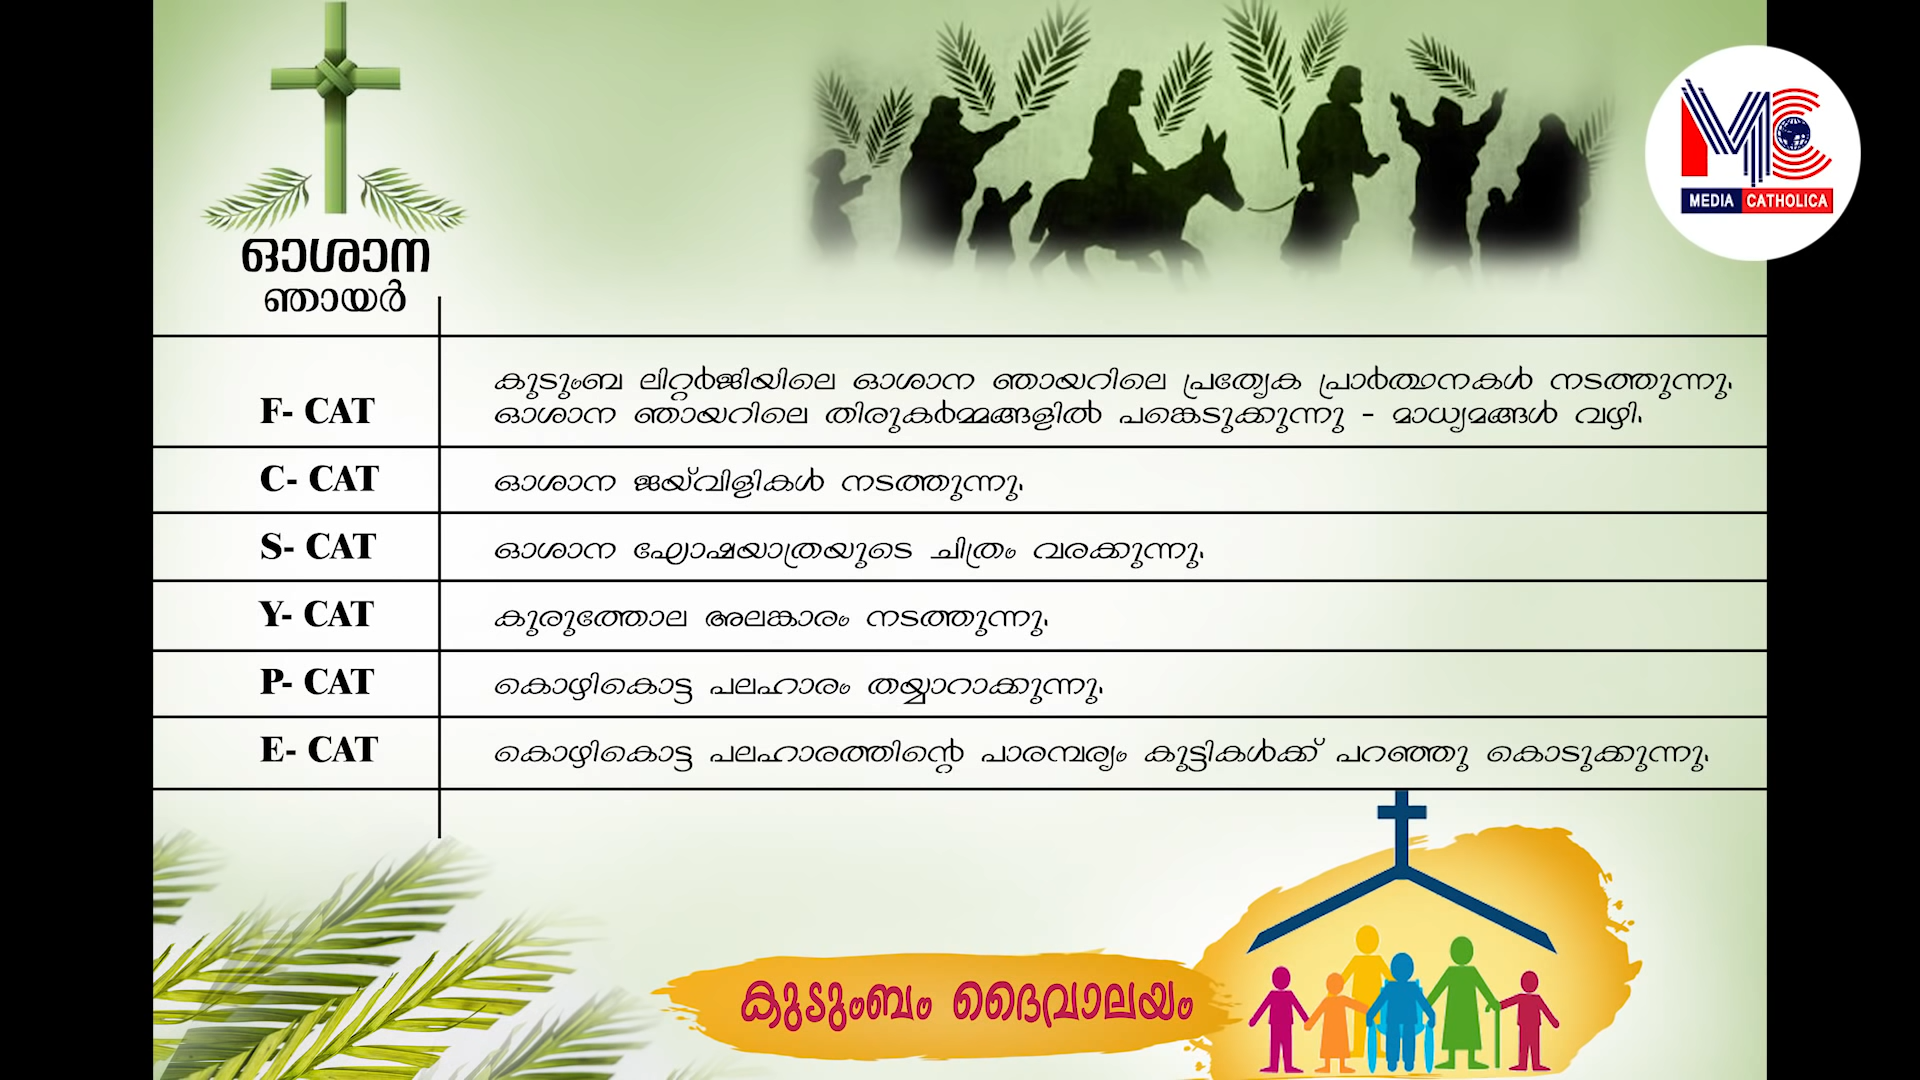 ഓശാന
ഞായർ
MEDIA CATHOLICA
F- CAT
കുടുംബ ലിറ്റർജിയിലെ ഓശാന ഞായറിലെ പ്രത്യേക പ്രാർത്ഥനകൾ നടത്തുന്നു.
ഓശാന ഞായറിലെ തിരുകർമ്മങ്ങളിൽ പങ്കെടുക്കുന്നു - മാധ്യമങ്ങൾ വഴി.
C- CAT
ഓശാന ജയ്‌വിളികൾ നടത്തുന്നു.
S- CAT
ഓശാന ഘോഷയാത്രയുടെ ചിത്രം വരക്കുന്നു.
Y- CAT
കുരുത്തോല അലങ്കാരം നടത്തുന്നു.
P- CAT
കൊഴികൊട്ട പലഹാരം തയ്യാറാക്കുന്നു.
E- CAT
കൊഴികൊട്ട പലഹാരത്തിന്റെ പാരമ്പര്യം കുട്ടികൾക്ക് പറഞ്ഞു കൊടുക്കുന്നു.
കുടുംബം ദൈവാലയം